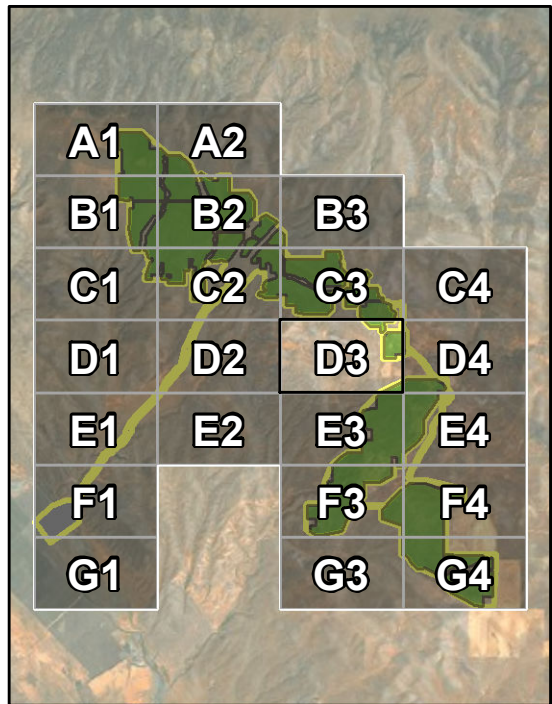 A1 A2
B1 B2 B3
C1 C2 C3 C4
D1 D2 D3 D4
E1 E2 E3 E4
F1 F3 F4
G1 G3 G4